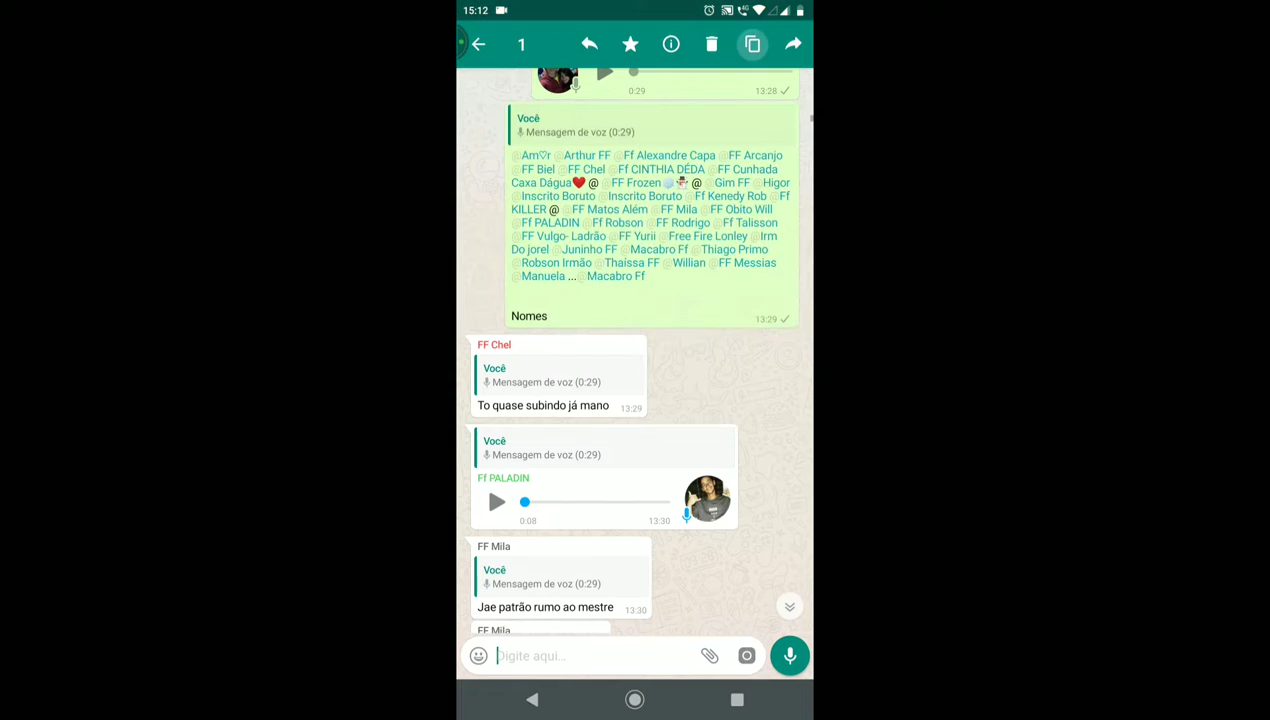 15:12
1
0:29 13:28
Você
Mensagem de voz (0:29)
@Am♡r @Arthur FF @Ff Alexandre Capa @FF Arcanjo
@FF Biel @FF Chel @Ff CINTHIA DÉDA @FF Cunhada
Caxa Dágua❤️ @ @FF Frozen❄️⛄ @ @Gim FF @Higor
@Inscrito Boruto @Inscrito Boruto @Ff Kenedy Rob @Ff
KILLER @ @FF Matos Além @FF Mila @FF Obito Will
@Ff PALADIN @Ff Robson @FF Rodrigo @Ff Talisson
@FF Vulgo- Ladrão @FF Yurii @Free Fire Lonley @Irm
Do jorel @Juninho FF @Macabro Ff @Thiago Primo
@Robson Irmão @Thaíssa FF @Willian @FF Messias
@Manuela ...@Macabro Ff
Nomes 13:29
FF Chel
Você
Mensagem de voz (0:29)
To quase subindo já mano 13:29
Você
Mensagem de voz (0:29)
Ff PALADIN
0:08 13:30
FF Mila
Você
Mensagem de voz (0:29)
Jae patrão rumo ao mestre 13:30
FF Mila
Digite aqui...